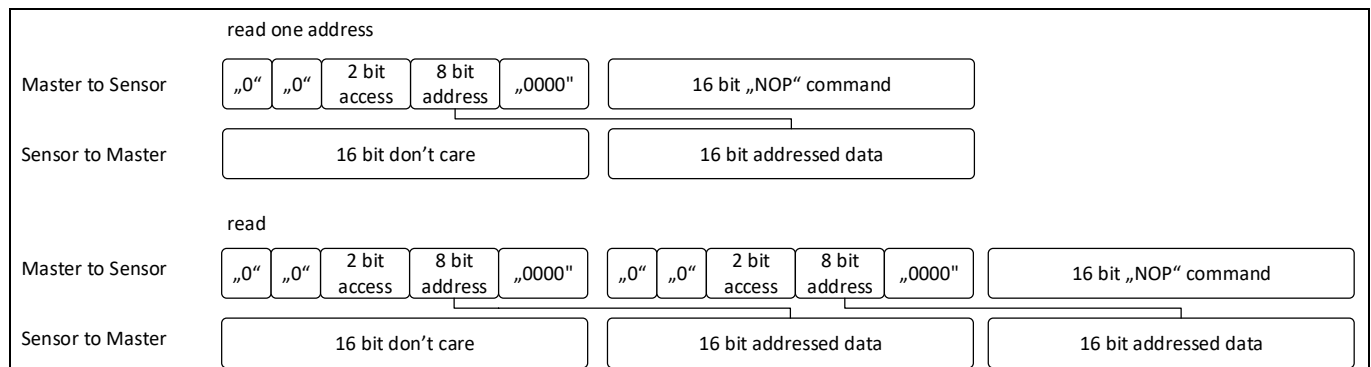 read one address
Master to Sensor „0“ „0“ 2 bit access 8 bit address „0000" 16 bit „NOP“ command
Sensor to Master 16 bit don’t care 16 bit addressed data
read
Master to Sensor „0“ „0“ 2 bit access 8 bit address „0000" „0“ „0“ 2 bit access 8 bit address „0000" 16 bit „NOP“ command
Sensor to Master 16 bit don’t care 16 bit addressed data 16 bit addressed data